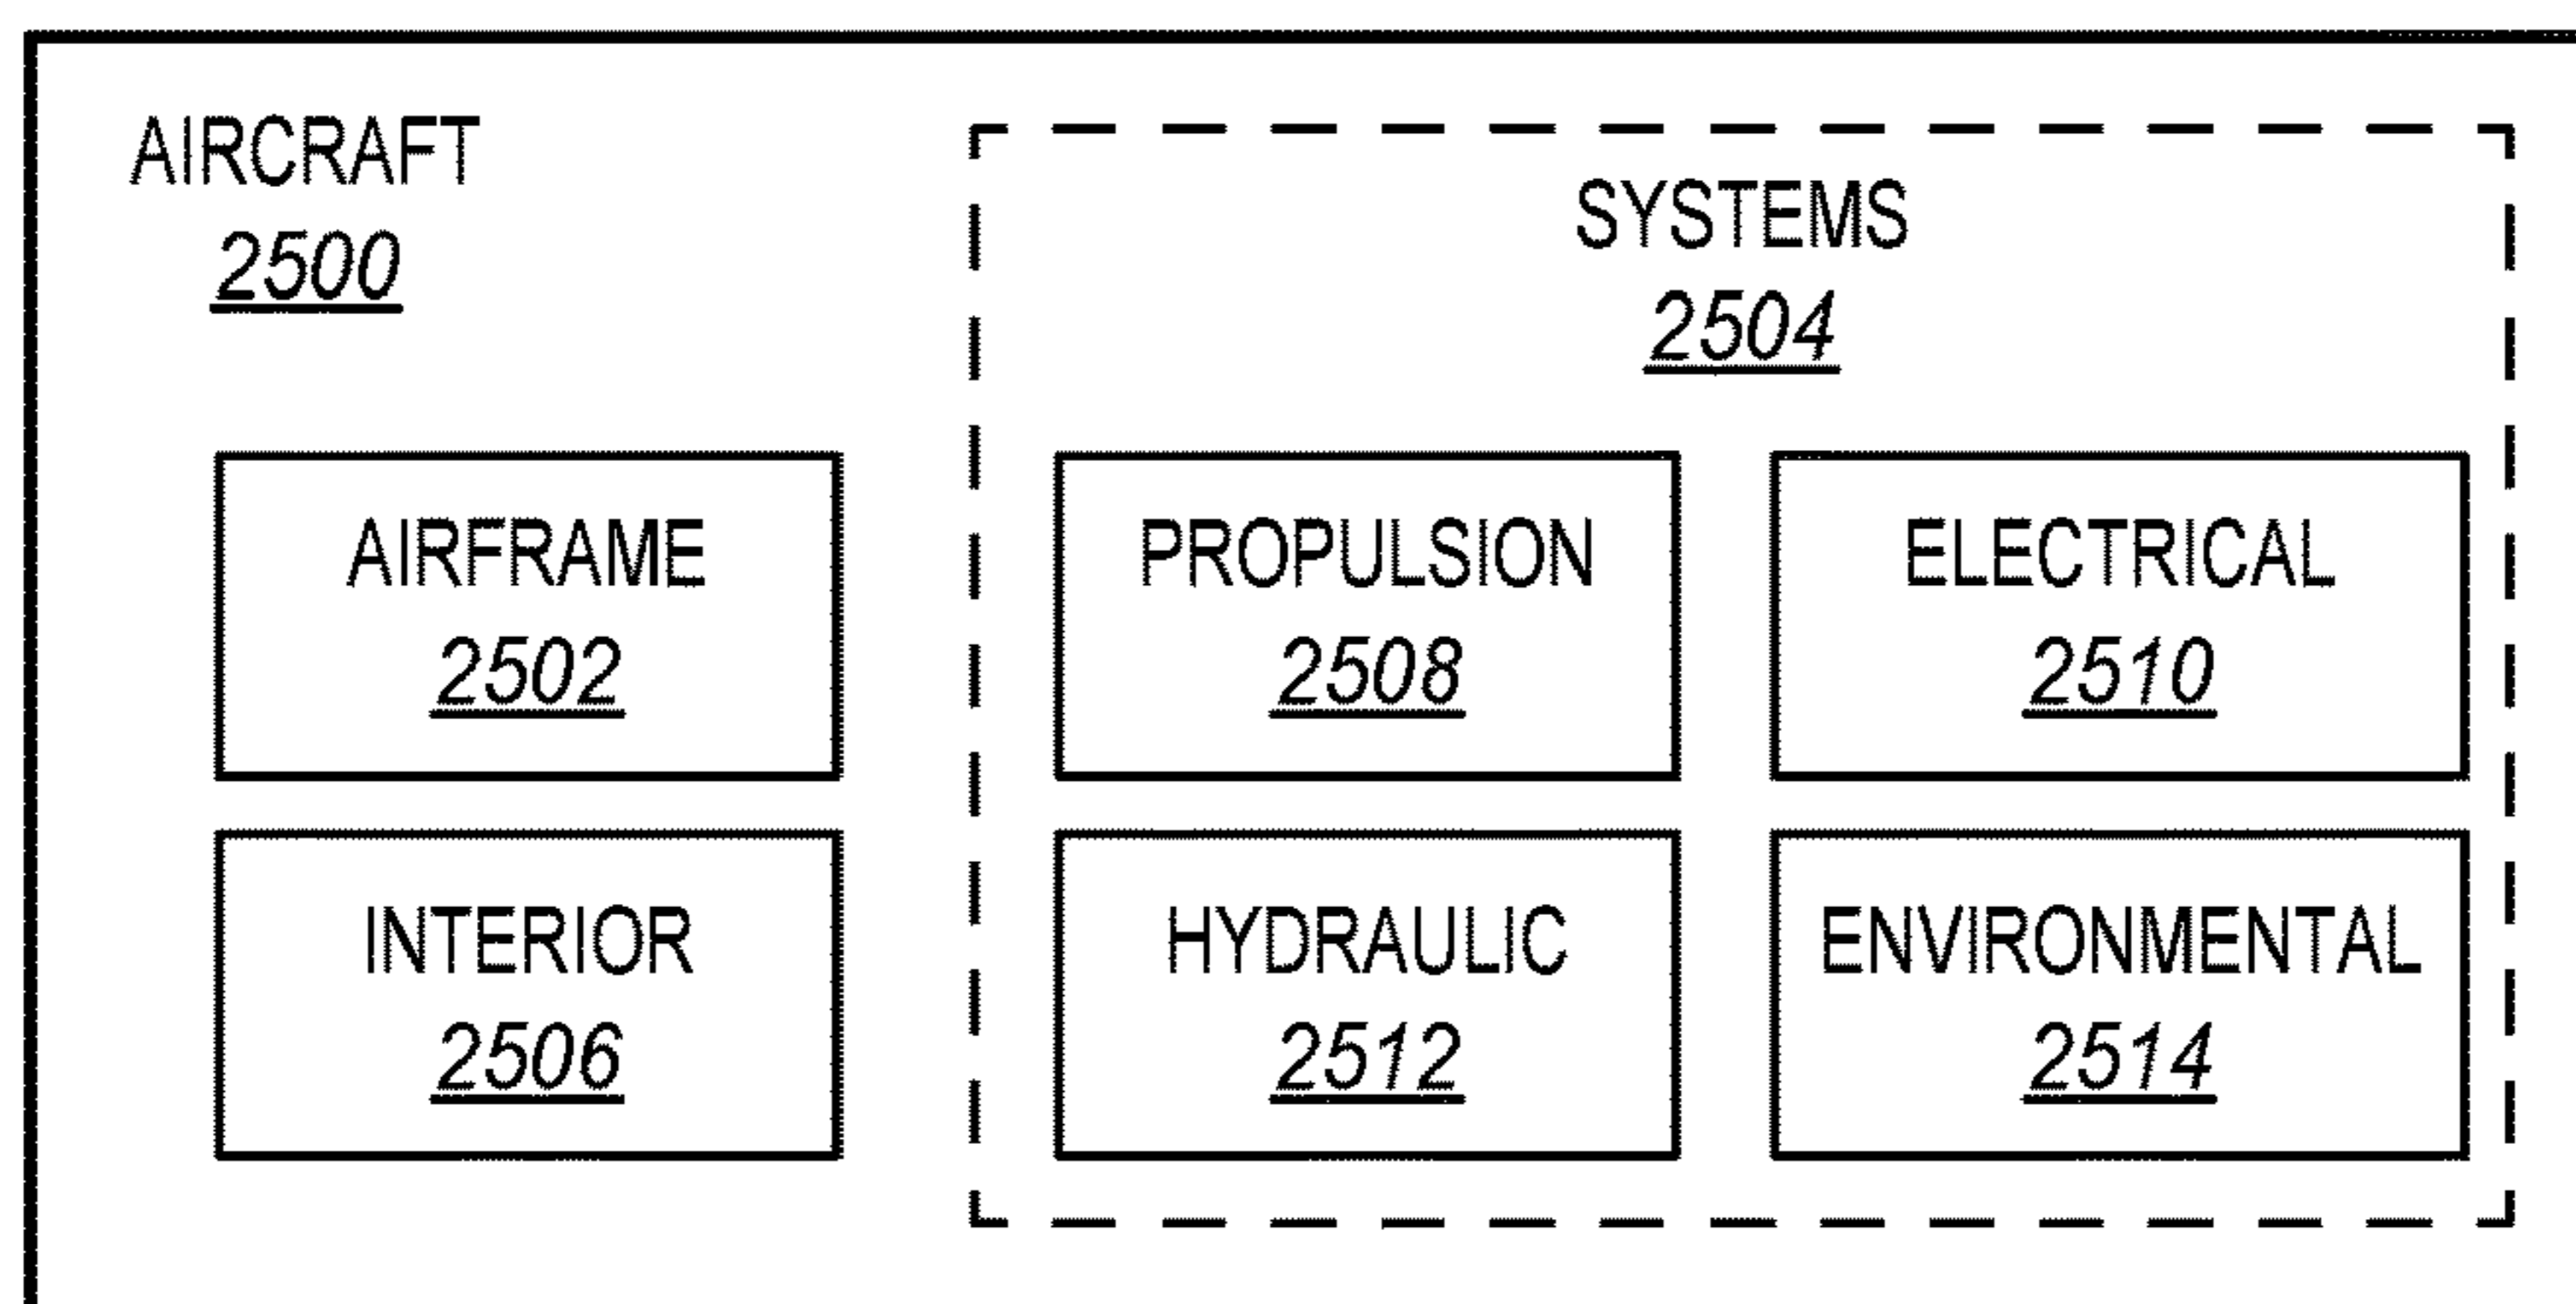 AIRCRAFT
2500
SYSTEMS
2504
AIRFRAME
2502
PROPULSION
2508
ELECTRICAL
2510
INTERIOR
2506
HYDRAULIC
2512
ENVIRONMENTAL
2514